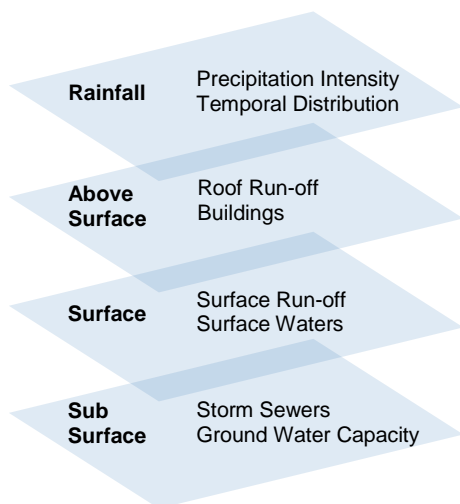 Rainfall
Precipitation Intensity
Temporal Distribution
Above
Surface
Roof Run-off
Buildings
Surface
Surface Run-off
Surface Waters
Sub
Surface
Storm Sewers
Ground Water Capacity